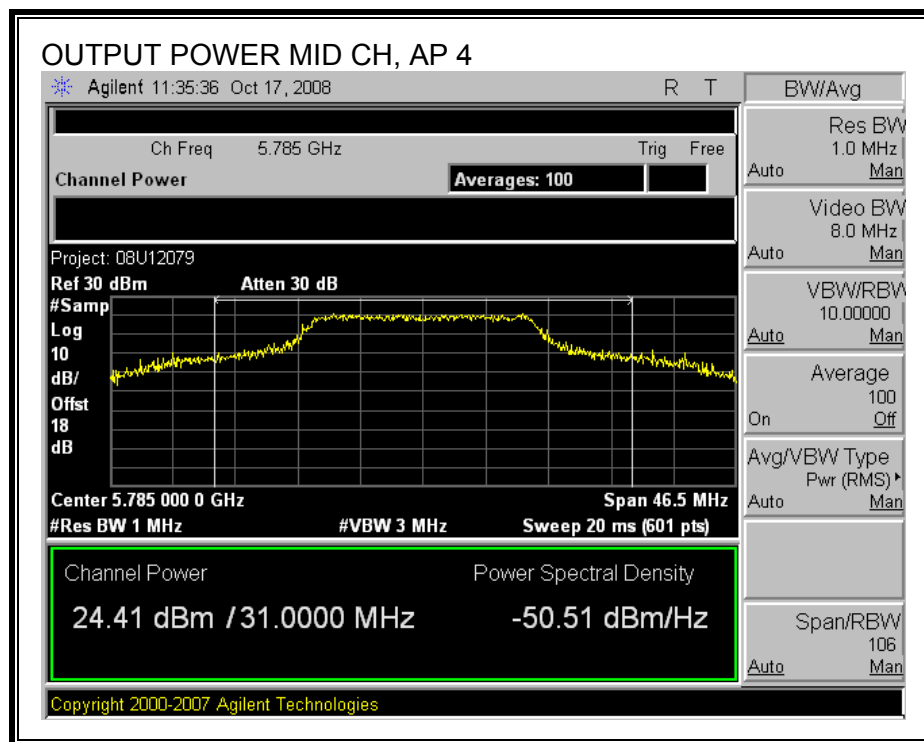 OUTPUT POWER MID CH, AP 4
Agilent 11:35:36 Oct 17, 2008 R T
Ch Freq 5.785 GHz Trig Free
Channel Power Averages: 100
Project: 08U12079
Ref 30 dBm Atten 30 dB
#Samp
Log
10
dB/
Offst
18
dB
Center 5.785 000 0 GHz Span 46.5 MHz
#Res BW 1 MHz #VBW 3 MHz Sweep 20 ms (601 pts)
Channel Power Power Spectral Density
24.41 dBm / 31.0000 MHz -50.51 dBm/Hz
Copyright 2000-2007 Agilent Technologies
BW/Avg
Res BW
1.0 MHz
Auto Man
Video BW
8.0 MHz
Auto Man
VBW/RBW
10.00000
Auto Man
Average
100
On Off
Avg/VBW Type
Pwr (RMS)
Auto Man
Span/RBW
106
Auto Man